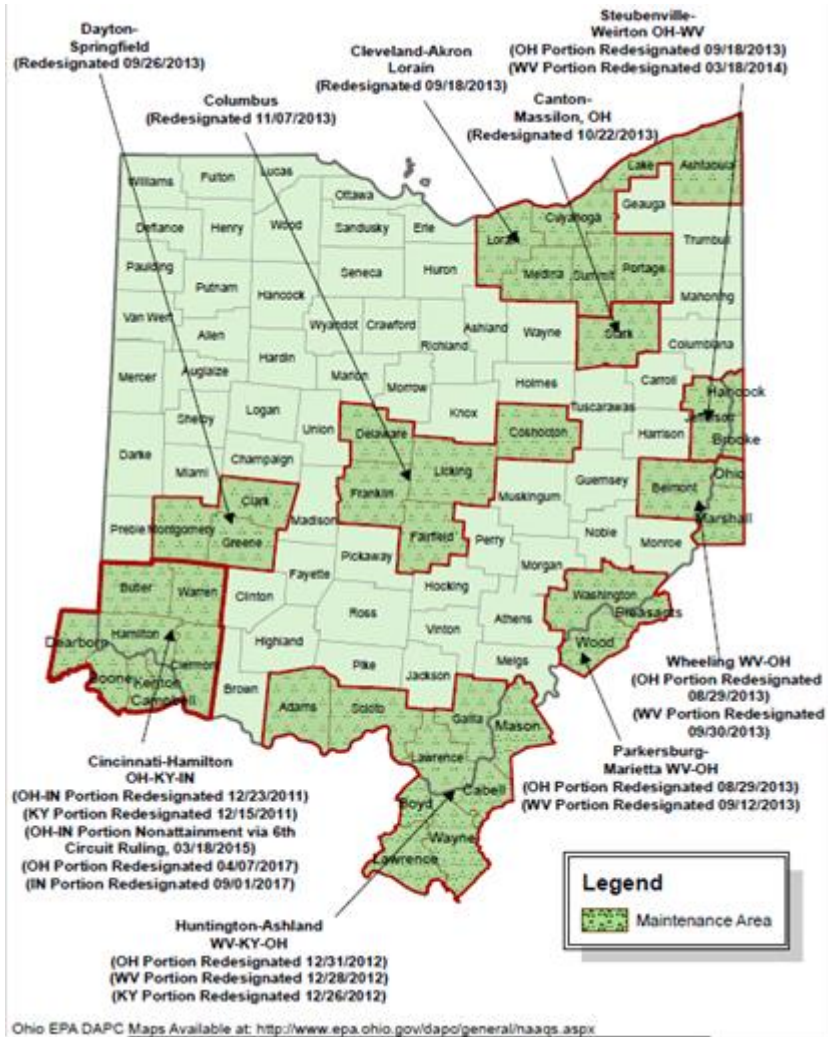 Dayton-
Springfield
(Redesignated 09/26/2013)
Columbus
(Redesignated 11/07/2013)
Cleveland-Akron
Lorain
(Redesignated 09/18/2013)
Canton-
Massilon, OH
(Redesignated 10/22/2013)
Steubenville-
Weirton OH-WV
(OH Portion Redesignated 09/18/2013)
(WV Portion Redesignated 03/18/2014)
Williams
Fulton
Lucas
Ottawa
Lake
Ashtabula
Geauga
Cuyahoga
Defiance
Henry
Wood
Sandusky
Erie
Lorain
Trumbull
Paulding
Putnam
Hancock
Seneca
Huron
Medina
Summit
Portage
Mahoning
Van Wert
Allen
Wyandot
Crawford
Richland
Ashland
Wayne
Stark
Columbiana
Mercer
Auglaize
Hardin
Marion
Morrow
Holmes
Carroll
Hancock
Tuscarawas
Jefferson
Brooke
Shelby
Logan
Union
Delaware
Knox
Coshocton
Harrison
Darke
Miami
Champaign
Franklin
Licking
Muskingum
Guernsey
Belmont
Ohio
Marshall
Clark
Preble
Montgomery
Greene
Madison
Fairfield
Perry
Noble
Monroe
Pickaway
Morgan
Fayette
Hocking
Washington
Pleasants
Butler
Warren
Clinton
Ross
Athens
Wood
Dearborn
Hamilton
Highland
Vinton
Clermont
Boone
Kenton
Campbell
Brown
Pike
Jackson
Meigs
Adams
Scioto
Gallia
Mason
Lawrence
Cabell
Boyd
Wayne
Lawrence
Wheeling WV-OH
(OH Portion Redesignated
08/29/2013)
(WV Portion Redesignated
09/30/2013)
Parkersburg-
Marietta WV-OH
(OH Portion Redesignated 08/29/2013)
(WV Portion Redesignated 09/12/2013)
Cincinnati-Hamilton
OH-KY-IN
(OH-IN Portion Redesignated 12/23/2011)
(KY Portion Redesignated 12/15/2011)
(OH-IN Portion Nonattainment via 6th
Circuit Ruling, 03/18/2015)
(OH Portion Redesignated 04/07/2017)
(IN Portion Redesignated 09/01/2017)
Huntington-Ashland
WV-KY-OH
(OH Portion Redesignated 12/31/2012)
(WV Portion Redesignated 12/28/2012)
(KY Portion Redesignated 12/26/2012)
Legend
Maintenance Area
Ohio EPA DAPC Maps Available at: http://www.epa.ohio.gov/dapc/general/naaqs.aspx